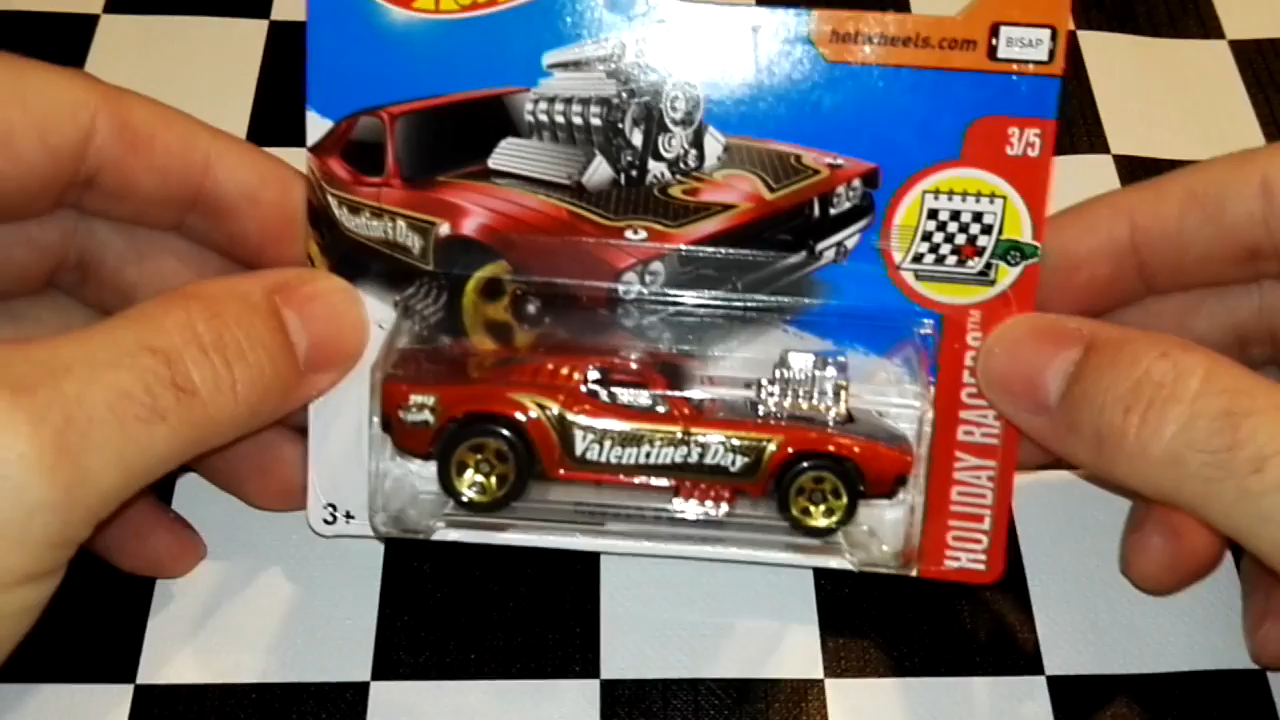 hotwheels.com
BISAP
3/5
Valentine's Day
HOLIDAY RACERS™
Valentine's Day
3+